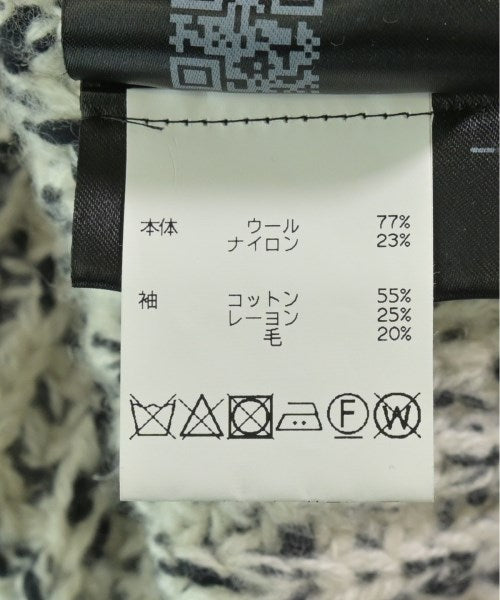 本体 ウール 77%
ナイロン 23%
袖 コットン 55%
レーヨン 25%
毛 20%
F W